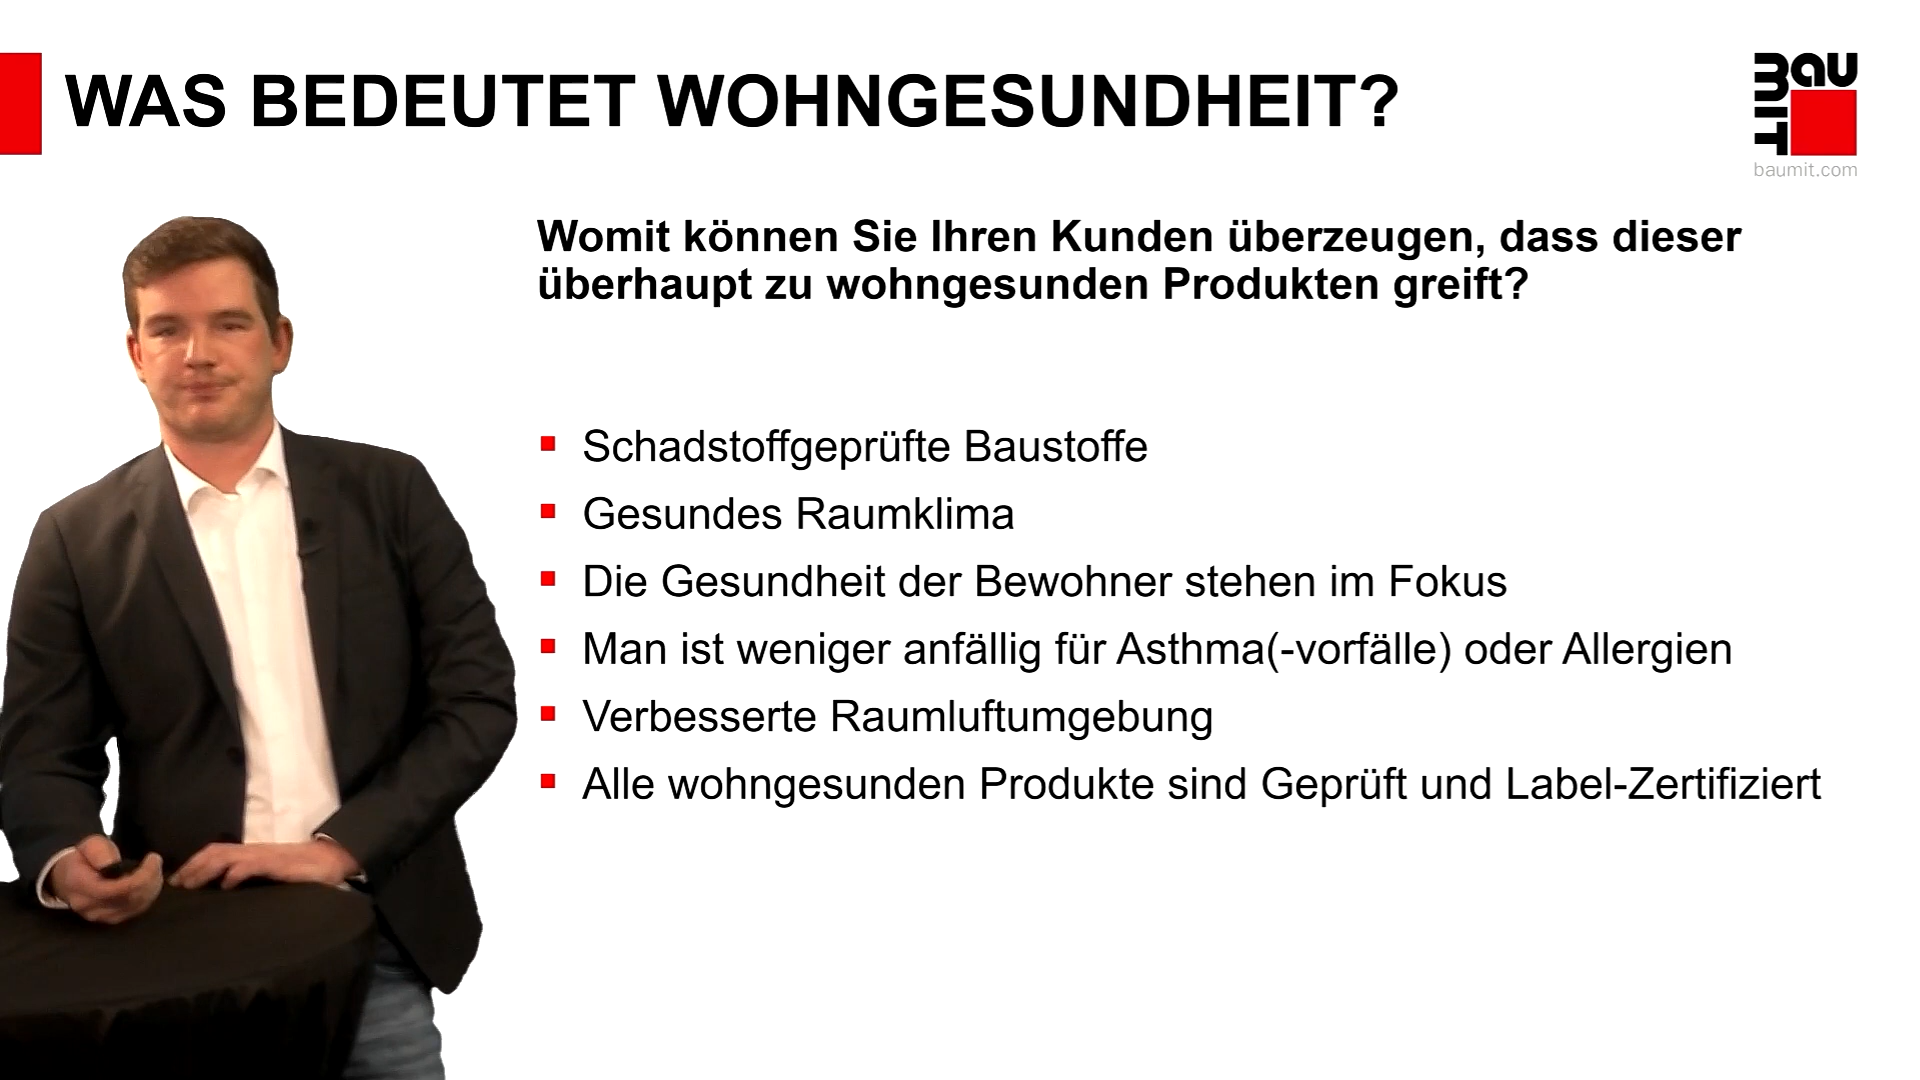 WAS BEDEUTET WOHNGESUNDHEIT?
BAUMIT
baumit.com
Womit können Sie Ihren Kunden überzeugen, dass dieser
überhaupt zu wohngesunden Produkten greift?
Schadstoffgeprüfte Baustoffe
Gesundes Raumklima
Die Gesundheit der Bewohner stehen im Fokus
Man ist weniger anfällig für Asthma(-vorfälle) oder Allergien
Verbesserte Raumluftumgebung
Alle wohngesunden Produkte sind Geprüft und Label-Zertifiziert